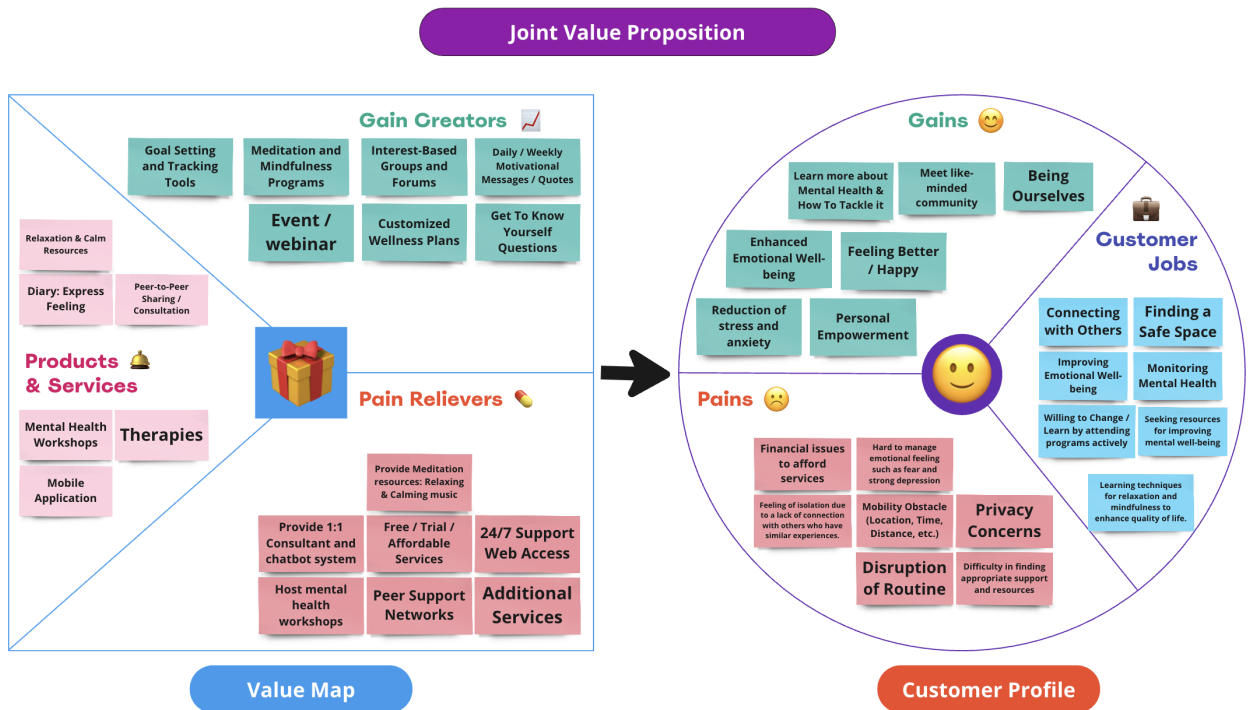 Joint Value Proposition
Gain Creators
Goal Setting
and Tracking
Tools
Meditation and
Mindfulness
Programs
Interest-Based
Groups and
Forums
Daily / Weekly
Motivational
Messages / Quotes
Event /
webinar
Customized
Wellness Plans
Get To Know
Yourself
Questions
Relaxation & Calm
Resources
Diary: Express
Feeling
Peer-to-Peer
Sharing /
Consultation
Products
& Services
Mental Health
Workshops
Therapies
Mobile
Application
Pain Relievers
Provide Meditation
resources: Relaxing
& Calming music
Provide 1:1
Consultant and
chatbot system
Free / Trial /
Affordable
Services
24/7 Support
Web Access
Host mental
health
workshops
Peer Support
Networks
Additional
Services
Value Map
Gains
Learn more about
Mental Health &
How To Tackle it
Meet like-
minded
community
Being
Ourselves
Enhanced
Emotional Well-
being
Feeling Better
/ Happy
Reduction of
stress and
anxiety
Personal
Empowerment
Customer
Jobs
Connecting
with Others
Finding a
Safe Space
Improving
Emotional Well-
being
Monitoring
Mental Health
Willing to Change /
Learn by attending
programs actively
Seeking resources
for improving
mental well-being
Learning techniques
for relaxation and
mindfulness to
enhance quality of life.
Pains
Financial issues
to afford
services
Hard to manage
emotional feeling
such as fear and
strong depression
Feeling of isolation due
to a lack of connection
with others who have
similar experiences.
Mobility Obstacle
(Location, Time,
Distance, etc.)
Privacy
Concerns
Disruption
of Routine
Difficulty in finding
appropriate support
and resources
Customer Profile